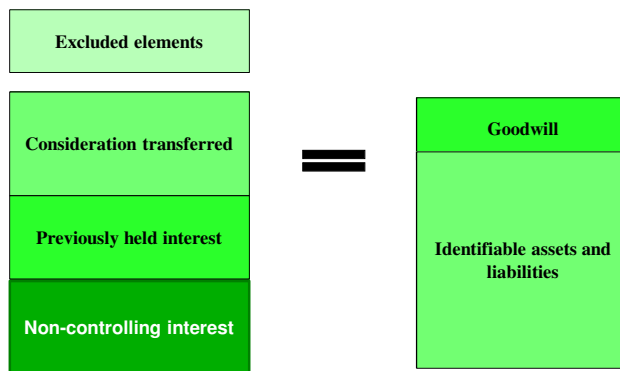 Excluded elements
Consideration transferred
Previously held interest
Non-controlling interest
Goodwill
Identifiable assets and
liabilities